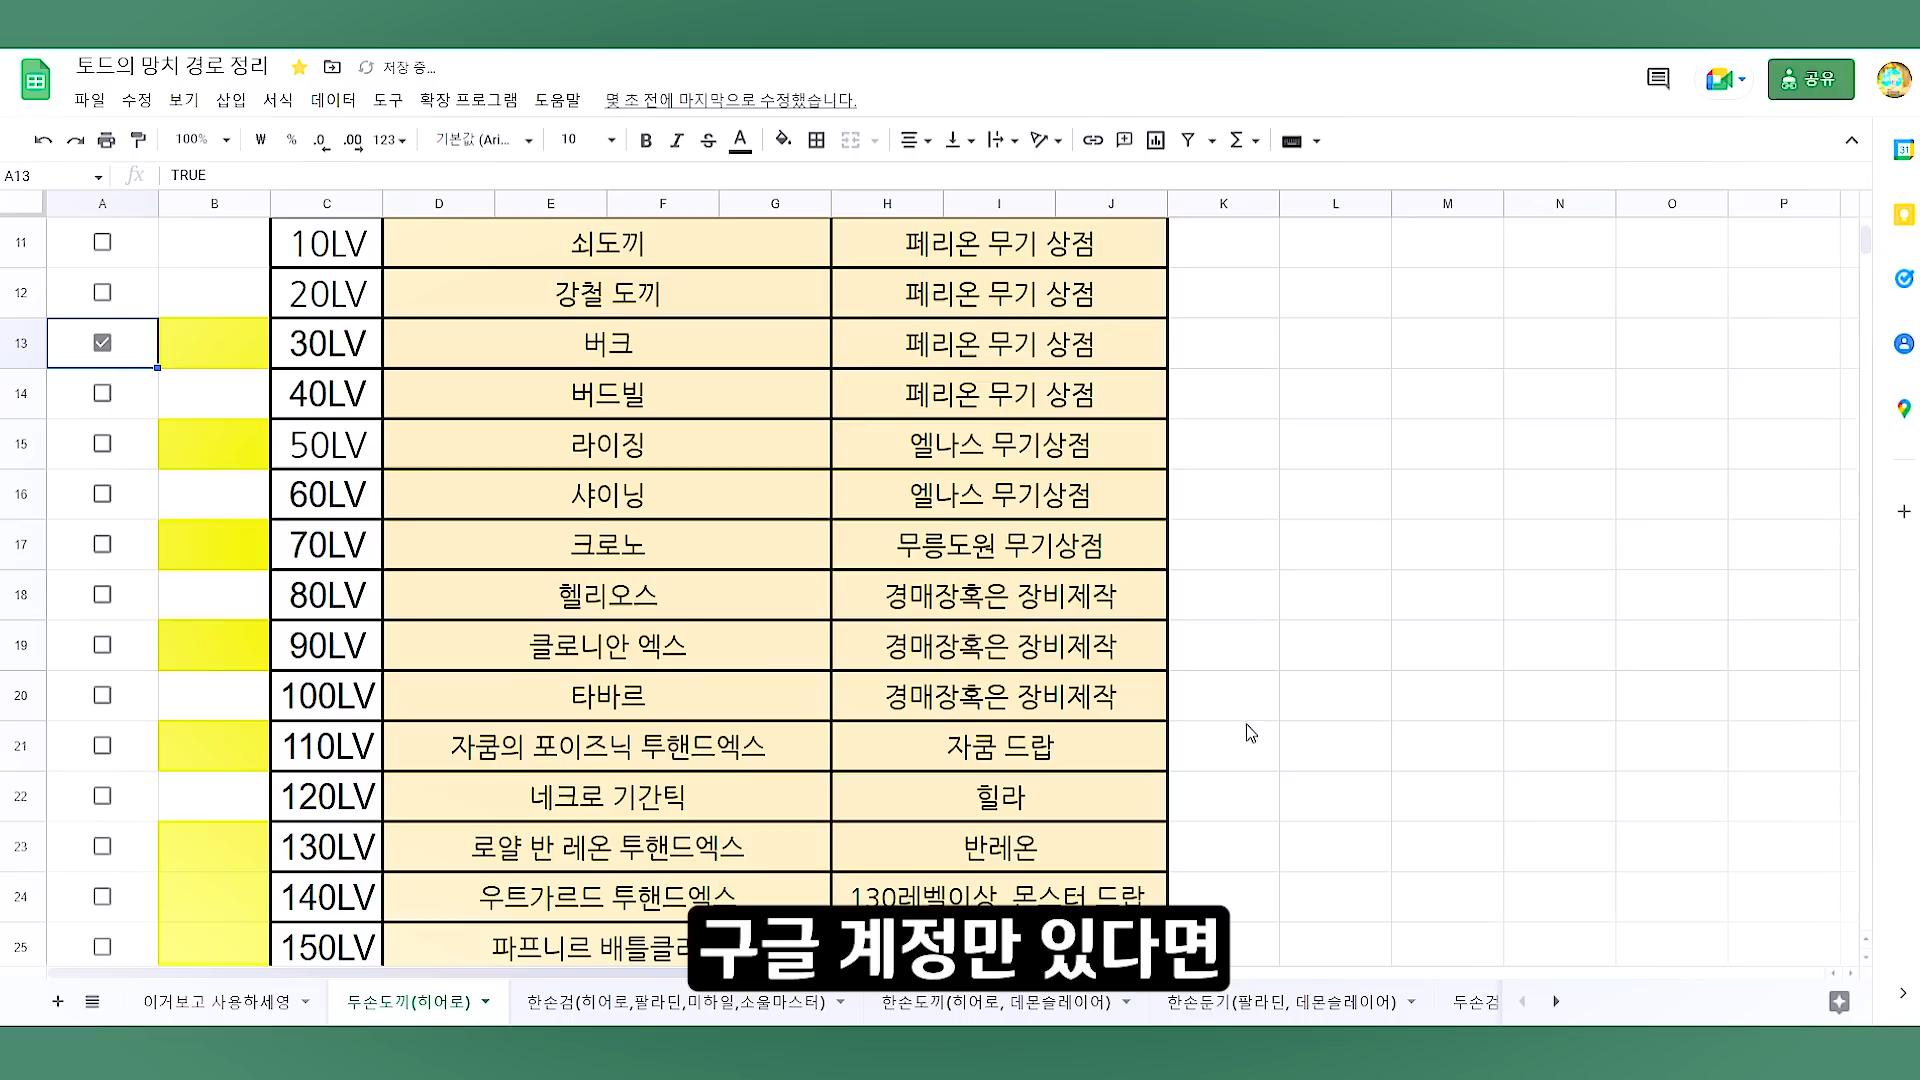 토드의 망치 경로 정리 저장 중...
파일 수정 보기 삽입 서식 데이터 도구 확장 프로그램 도움말 몇 초 전에 마지막으로 수정했습니다.
공유
100% ₩ % .0 .00 123 기본값 (Ari... 10 B I S A
A13 fx TRUE
A B C D E F G H I J K L M N O P
11 10LV 쇠도끼 페리온 무기 상점
12 20LV 강철 도끼 페리온 무기 상점
13 30LV 버크 페리온 무기 상점
14 40LV 버드빌 페리온 무기 상점
15 50LV 라이징 엘나스 무기상점
16 60LV 샤이닝 엘나스 무기상점
17 70LV 크로노 무릉도원 무기상점
18 80LV 헬리오스 경매장혹은 장비제작
19 90LV 클로니안 엑스 경매장혹은 장비제작
20 100LV 타바르 경매장혹은 장비제작
21 110LV 자쿰의 포이즈닉 투핸드엑스 자쿰 드랍
22 120LV 네크로 기간틱 힐라
23 130LV 로얄 반 레온 투핸드엑스 반레온
24 140LV 우트가르드 투핸드엑스 130레벨이상 몬스터 드랍
25 150LV 파프니르 배틀클리
구글 계정만 있다면
이거보고 사용하세영 두손도끼(히어로) 한손검(히어로,팔라딘,미하일,소울마스터) 한손도끼(히어로, 데몬슬레이어) 한손둔기(팔라딘, 데몬슬레이어) 두손검
31